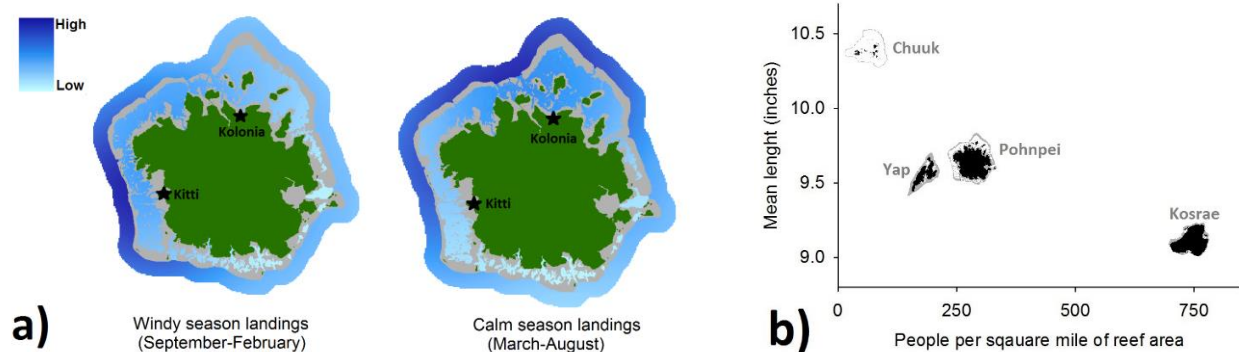 High
Low
Kolonia
Kitti
Kolonia
Kitti
a)
Windy season landings
(September-February)
Calm season landings
(March-August)
Mean lenght (inches)
10.5
10.0
9.5
9.0
Chuuk
Yap
Pohnpei
Kosrae
0
250
500
750
People per sqauare mile of reef area
b)